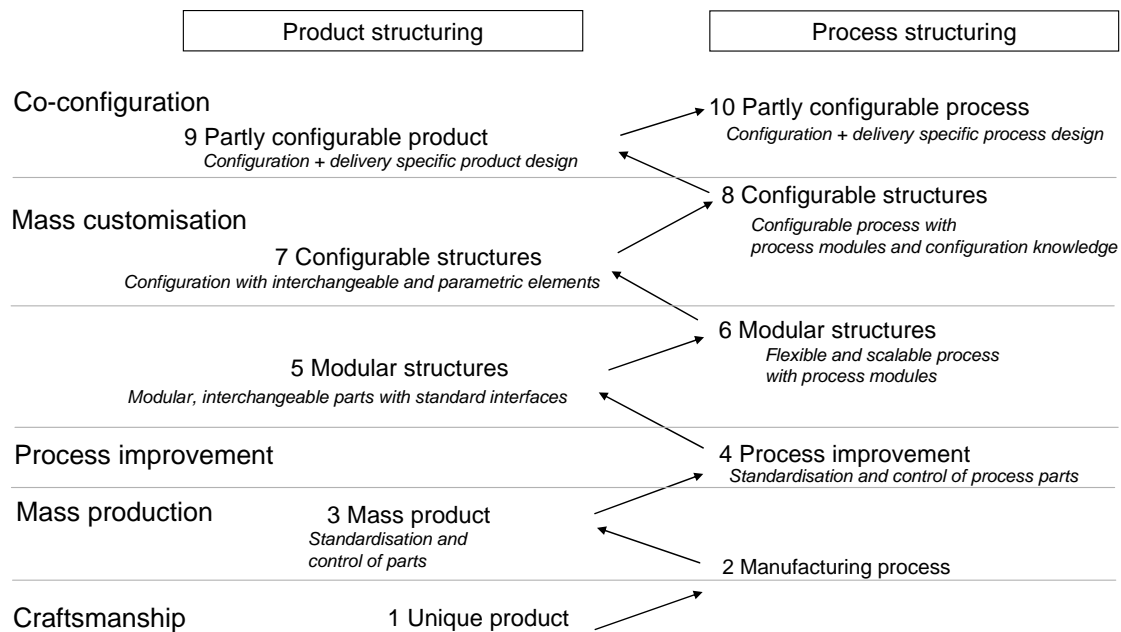 Product structuring
Process structuring
Co-configuration
10 Partly configurable process
9 Partly configurable product
Configuration + delivery specific process design
Configuration + delivery specific product design
8 Configurable structures
Mass customisation
Configurable process with
process modules and configuration knowledge
7 Configurable structures
Configuration with interchangeable and parametric elements
6 Modular structures
Flexible and scalable process
with process modules
5 Modular structures
Modular, interchangeable parts with standard interfaces
Process improvement
4 Process improvement
Standardisation and control of process parts
Mass production
3 Mass product
Standardisation and
control of parts
2 Manufacturing process
Craftsmanship
1 Unique product